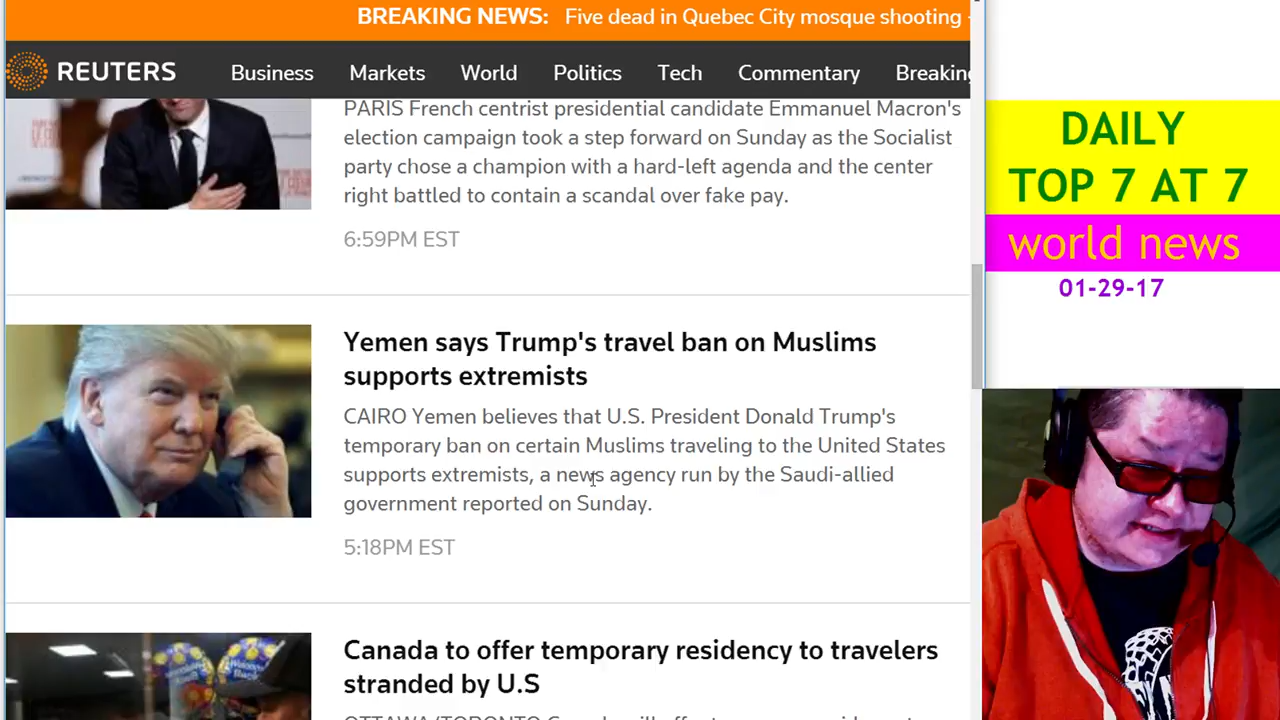 BREAKING NEWS: Five dead in Quebec City mosque shooting -
REUTERS Business Markets World Politics Tech Commentary Breaking
PARIS French centrist presidential candidate Emmanuel Macron's
election campaign took a step forward on Sunday as the Socialist
party chose a champion with a hard-left agenda and the center
right battled to contain a scandal over fake pay.
6:59PM EST
Yemen says Trump's travel ban on Muslims
supports extremists
CAIRO Yemen believes that U.S. President Donald Trump's
temporary ban on certain Muslims traveling to the United States
supports extremists, a news agency run by the Saudi-allied
government reported on Sunday.
5:18PM EST
Canada to offer temporary residency to travelers
stranded by U.S
DAILY
TOP 7 AT 7
world news
01-29-17